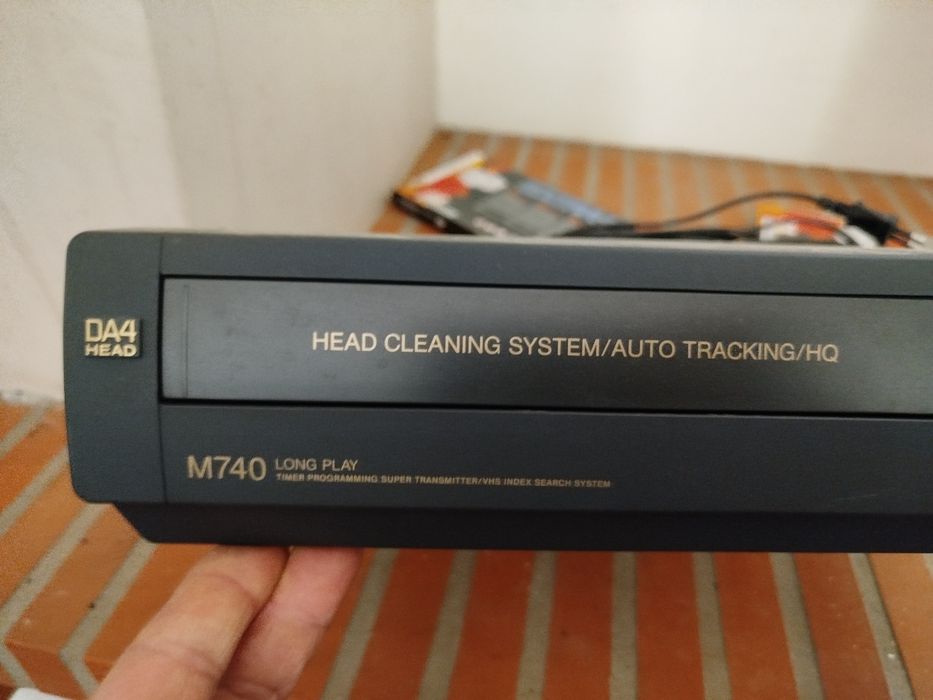 DA4
HEAD
HEAD CLEANING SYSTEM/AUTO TRACKING/HQ
M740 LONG PLAY
TIMER PROGRAMMING SUPER TRANSMITTER/VHS INDEX SEARCH SYSTEM